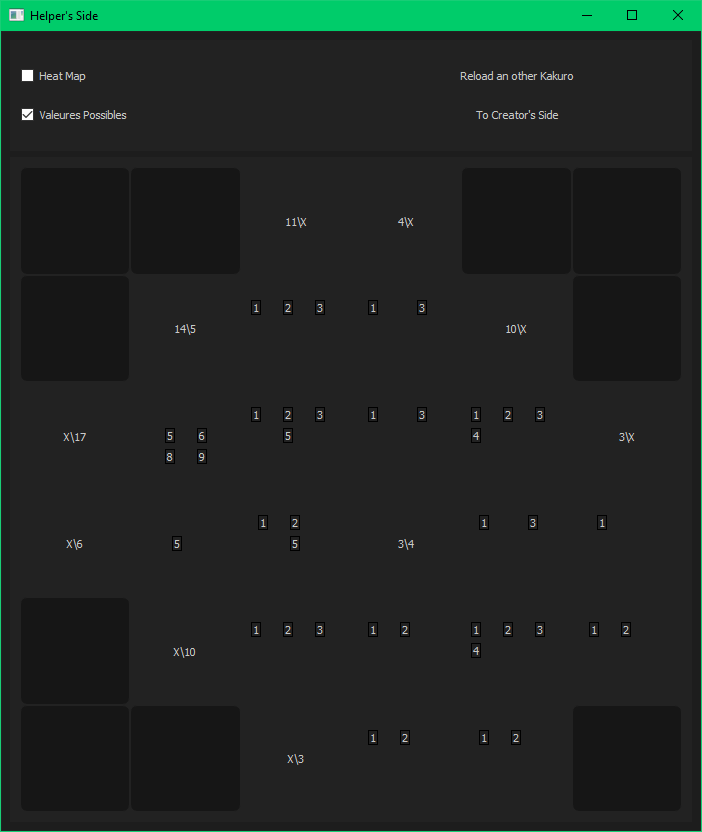 Helper's Side
Heat Map
Reload an other Kakuro
Valeures Possibles
To Creator's Side
11\X 4\X
1 2 3 1 3
14\5 10\X
1 2 3 1 3 1 2 3
X\17 5 6 5 4 3\X
8 9
1 2 1 3 1
X\6 5 5 3\4
1 2 3 1 2 1 2 3 1 2
X\10 4
1 2 1 2
X\3